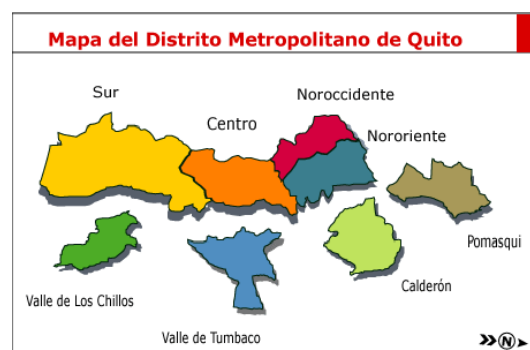 Mapa del Distrito Metropolitano de Quito
Sur
Noroccidente
Centro
Nororiente
Pomasqui
Calderón
Valle de Los Chillos
Valle de Tumbaco
N